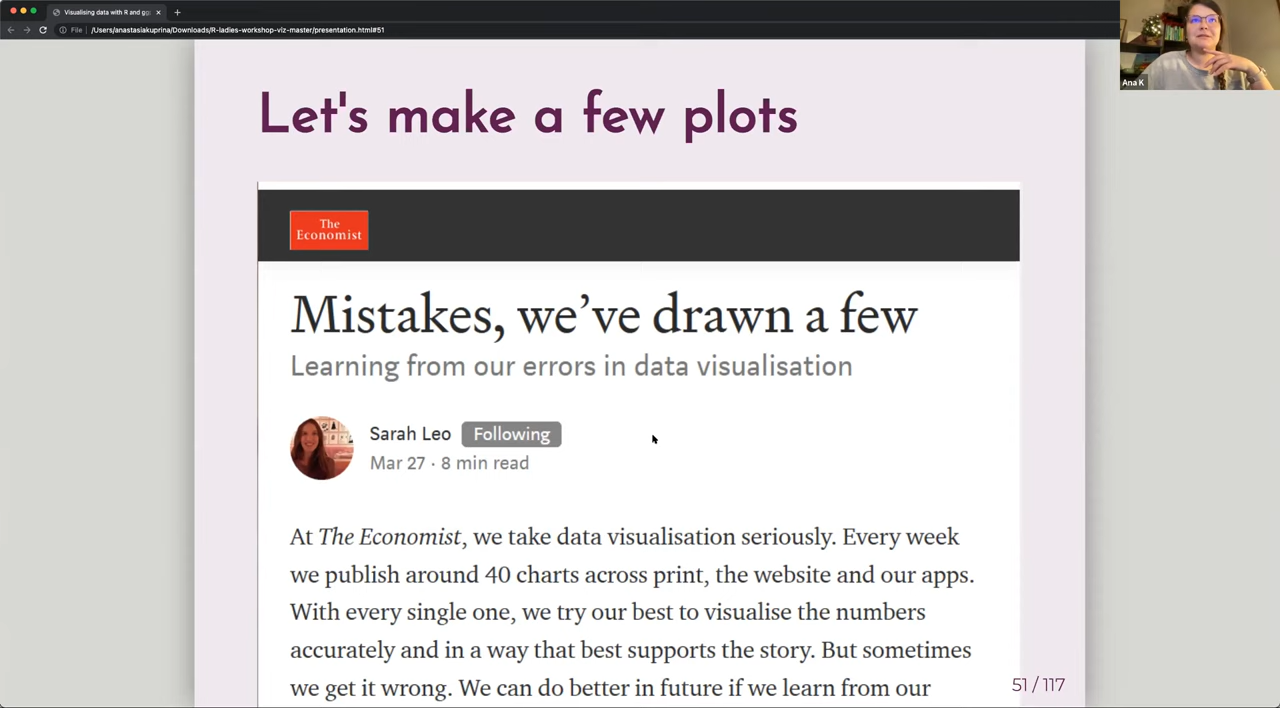 Visualising data with R and gg
File
/Users/anastasiakuprina/Downloads/R-ladies-workshop-viz-master/presentation.html#51
Ana K
Let's make a few plots
The
Economist
Mistakes, we’ve drawn a few
Learning from our errors in data visualisation
Sarah Leo Following
Mar 27 · 8 min read
At The Economist, we take data visualisation seriously. Every week
we publish around 40 charts across print, the website and our apps.
With every single one, we try our best to visualise the numbers
accurately and in a way that best supports the story. But sometimes
we get it wrong. We can do better in future if we learn from our
51 / 117